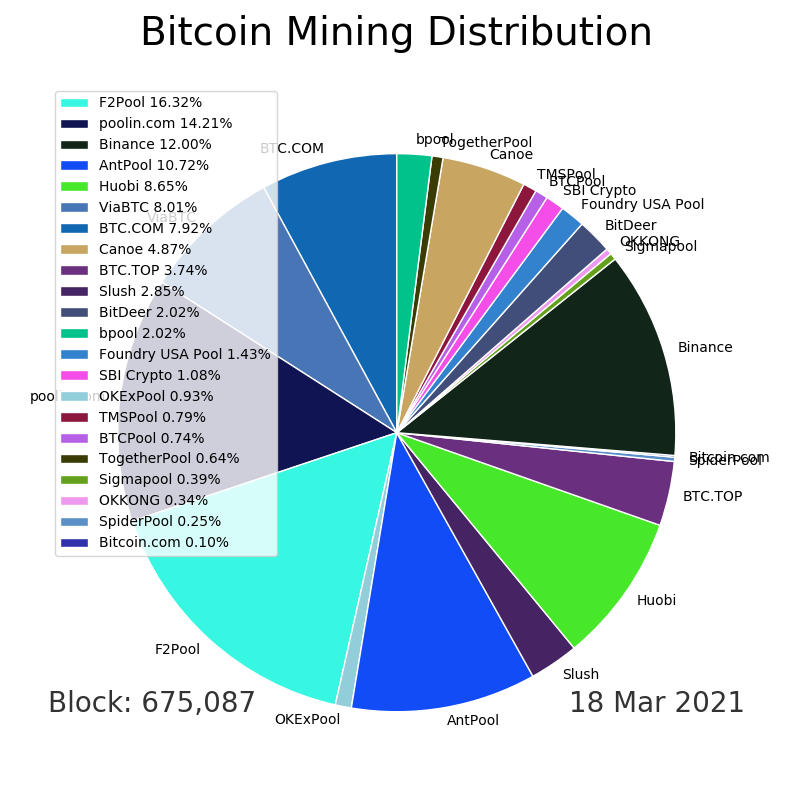 Bitcoin Mining Distribution
F2Pool 16.32%
poolin.com 14.21%
Binance 12.00%
AntPool 10.72%
Huobi 8.65%
ViaBTC 8.01%
BTC.COM 7.92%
Canoe 4.87%
BTC.TOP 3.74%
Slush 2.85%
BitDeer 2.02%
bpool 2.02%
Foundry USA Pool 1.43%
SBI Crypto 1.08%
OKExPool 0.93%
TMSPool 0.79%
BTCPool 0.74%
TogetherPool 0.64%
Sigmapool 0.39%
OKKONG 0.34%
SpiderPool 0.25%
Bitcoin.com 0.10%
bpool
TogetherPool
Canoe
TMSPool
BTCPool
SBI Crypto
Foundry USA Pool
BitDeer
OKKONG
Sigmapool
Binance
Bitcoin.com
SpiderPool
BTC.TOP
Huobi
Slush
AntPool
OKExPool
F2Pool
poolin.com
ViaBTC
BTC.COM
Block: 675,087
18 Mar 2021